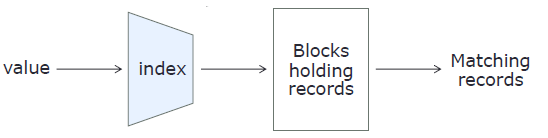 value
index
Blocks
holding
records
Matching
records